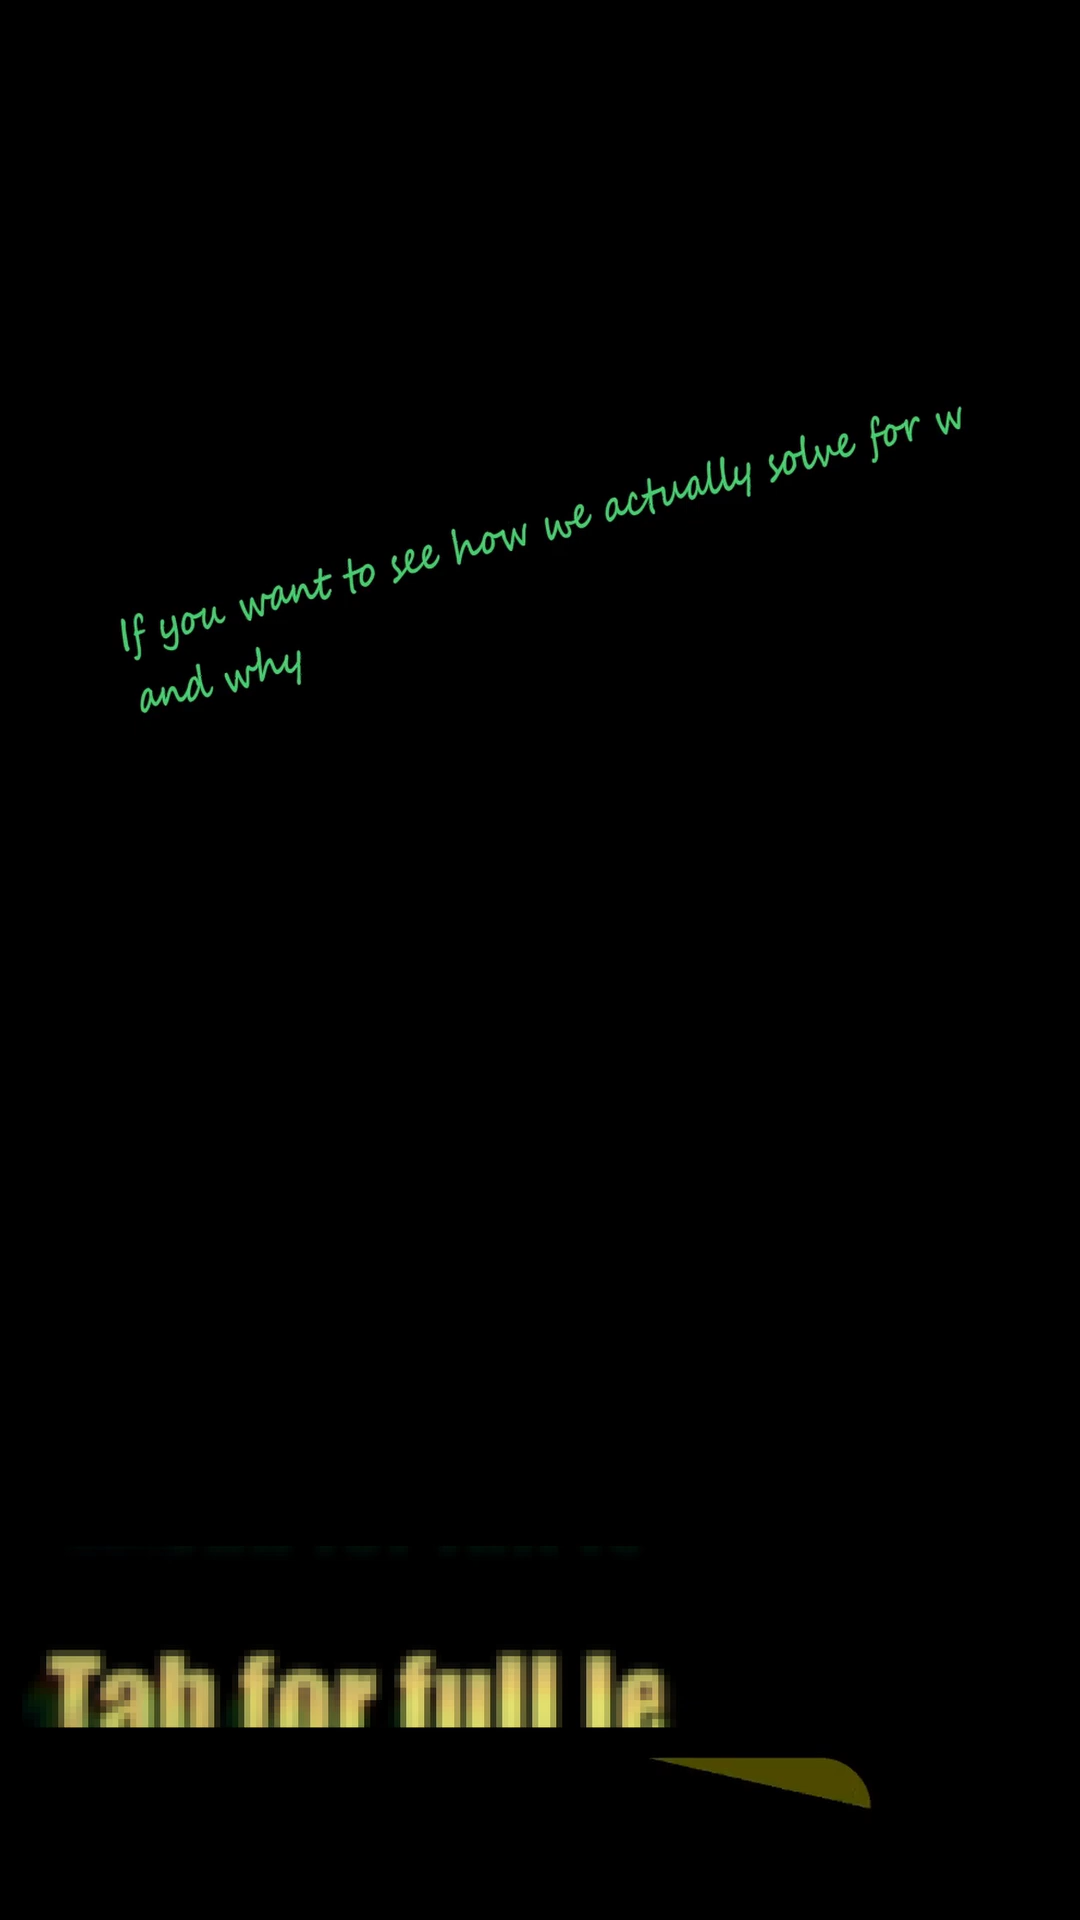 If you want to see how we actually solve for w
and why
Tab for full le